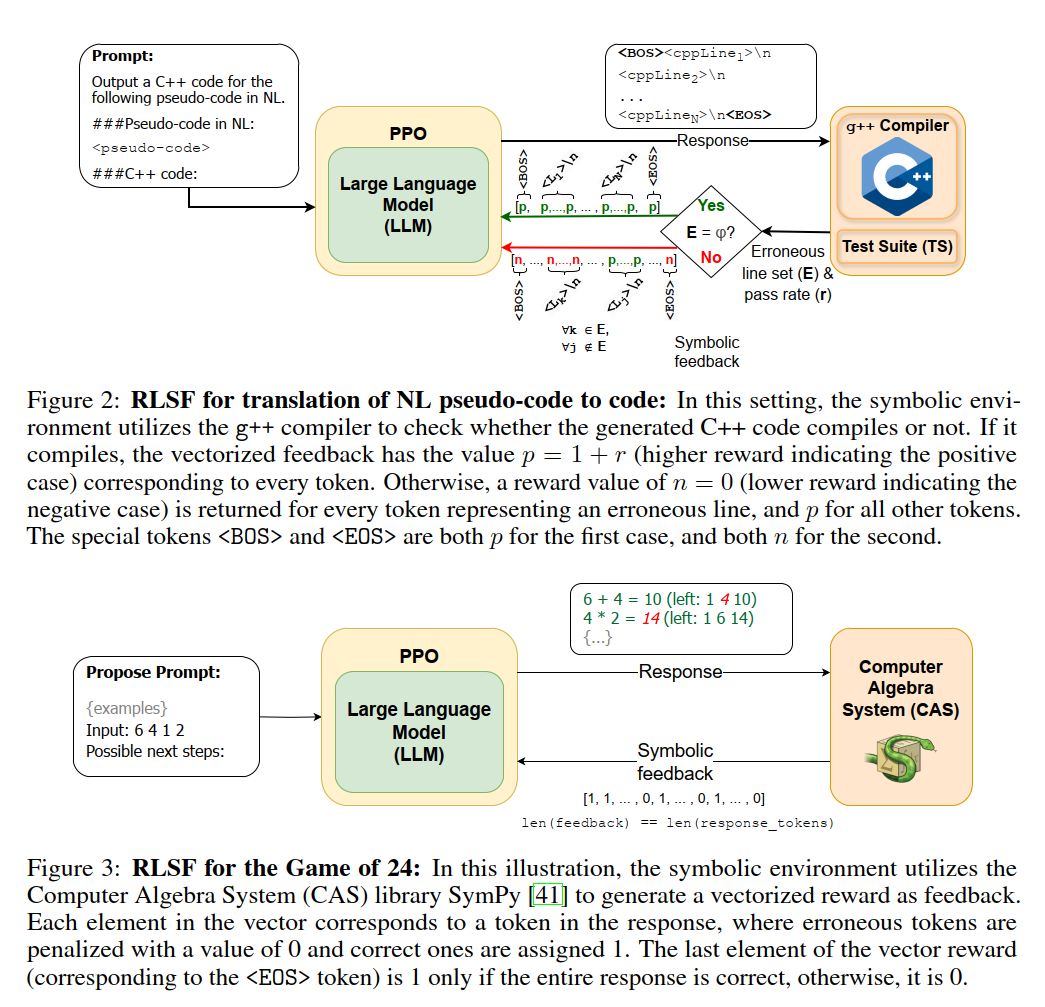 Prompt:
Output a C++ code for the
following pseudo-code in NL.
###Pseudo-code in NL:
<pseudo-code>
###C++ code:
PPO
Large Language
Model
(LLM)
<BOS><cppLine1>\n
<cppLine2>\n
...
<cppLineN>\n<EOS>
Response
g++ Compiler
C++
Test Suite (TS)
<BOS>
<L1>\n
<LN>\n
<EOS>
[p, p,...,p, ... , p,...,p, p]
Yes
E = φ?
No
Erroneous
line set (E) &
pass rate (r)
[n, ..., n,...,n, ... , p,...,p, ..., n]
<BOS>
<Lk>\n
<Lj>\n
<EOS>
∀k ∈ E,
∀j ∉ E
Symbolic
feedback
Figure 2: RLSF for translation of NL pseudo-code to code: In this setting, the symbolic envi-
ronment utilizes the g++ compiler to check whether the generated C++ code compiles or not. If it
compiles, the vectorized feedback has the value p = 1 + r (higher reward indicating the positive
case) corresponding to every token. Otherwise, a reward value of n = 0 (lower reward indicating the
negative case) is returned for every token representing an erroneous line, and p for all other tokens.
The special tokens <BOS> and <EOS> are both p for the first case, and both n for the second.
Propose Prompt:
{examples}
Input: 6 4 1 2
Possible next steps:
PPO
Large Language
Model
(LLM)
6 + 4 = 10 (left: 1 4 10)
4 * 2 = 14 (left: 1 6 14)
{...}
Response
Computer
Algebra
System (CAS)
Symbolic
feedback
[1, 1, ... , 0, 1, ... , 0, 1, ... , 0]
len(feedback) == len(response_tokens)
Figure 3: RLSF for the Game of 24: In this illustration, the symbolic environment utilizes the
Computer Algebra System (CAS) library SymPy [41] to generate a vectorized reward as feedback.
Each element in the vector corresponds to a token in the response, where erroneous tokens are
penalized with a value of 0 and correct ones are assigned 1. The last element of the vector reward
(corresponding to the <EOS> token) is 1 only if the entire response is correct, otherwise, it is 0.